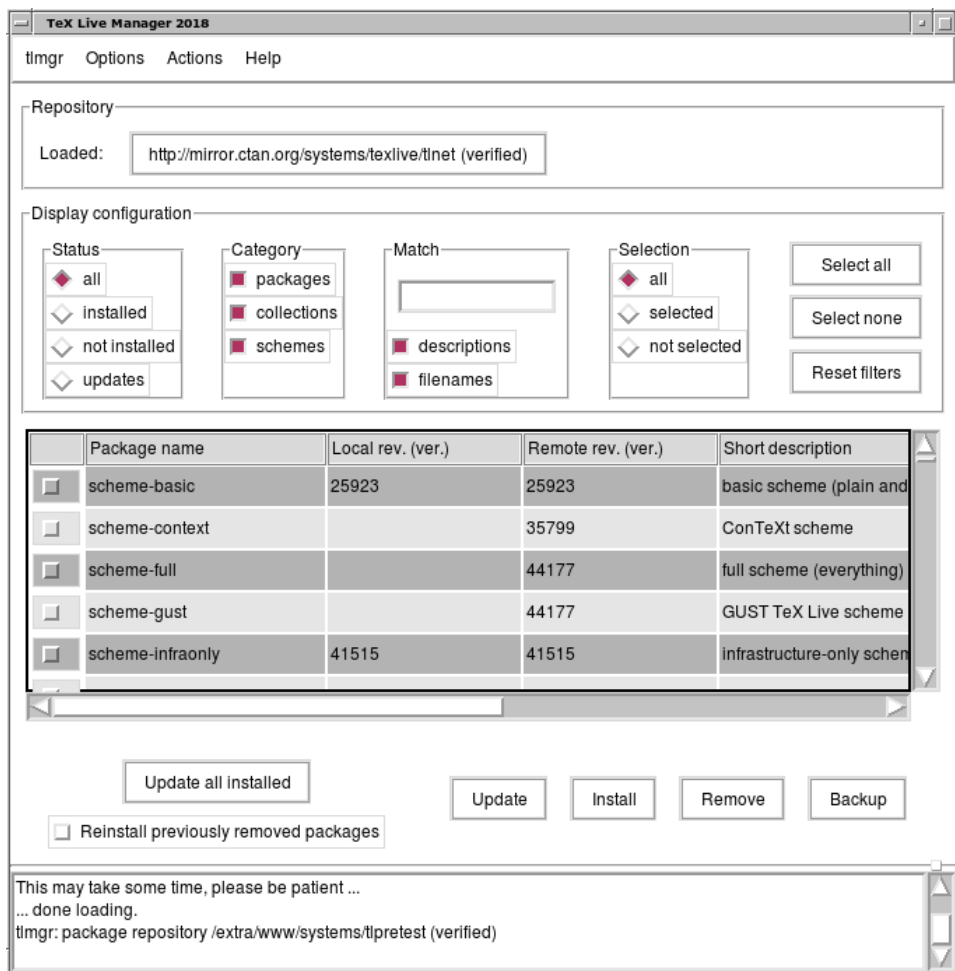 TeX Live Manager 2018
tlmgr Options Actions Help
Repository
Loaded: http://mirror.ctan.org/systems/texlive/tlnet (verified)
Display configuration
Status Category Match Selection
all packages all Select all
installed collections selected Select none
not installed schemes descriptions not selected
updates filenames Reset filters
Package name Local rev. (ver.) Remote rev. (ver.) Short description
scheme-basic 25923 25923 basic scheme (plain and
scheme-context 35799 ConTeXt scheme
scheme-full 44177 full scheme (everything)
scheme-gust 44177 GUST TeX Live scheme
scheme-infraonly 41515 41515 infrastructure-only schem
Update all installed Update Install Remove Backup
Reinstall previously removed packages
This may take some time, please be patient ...
... done loading.
tlmgr: package repository /extra/www/systems/tlpretest (verified)